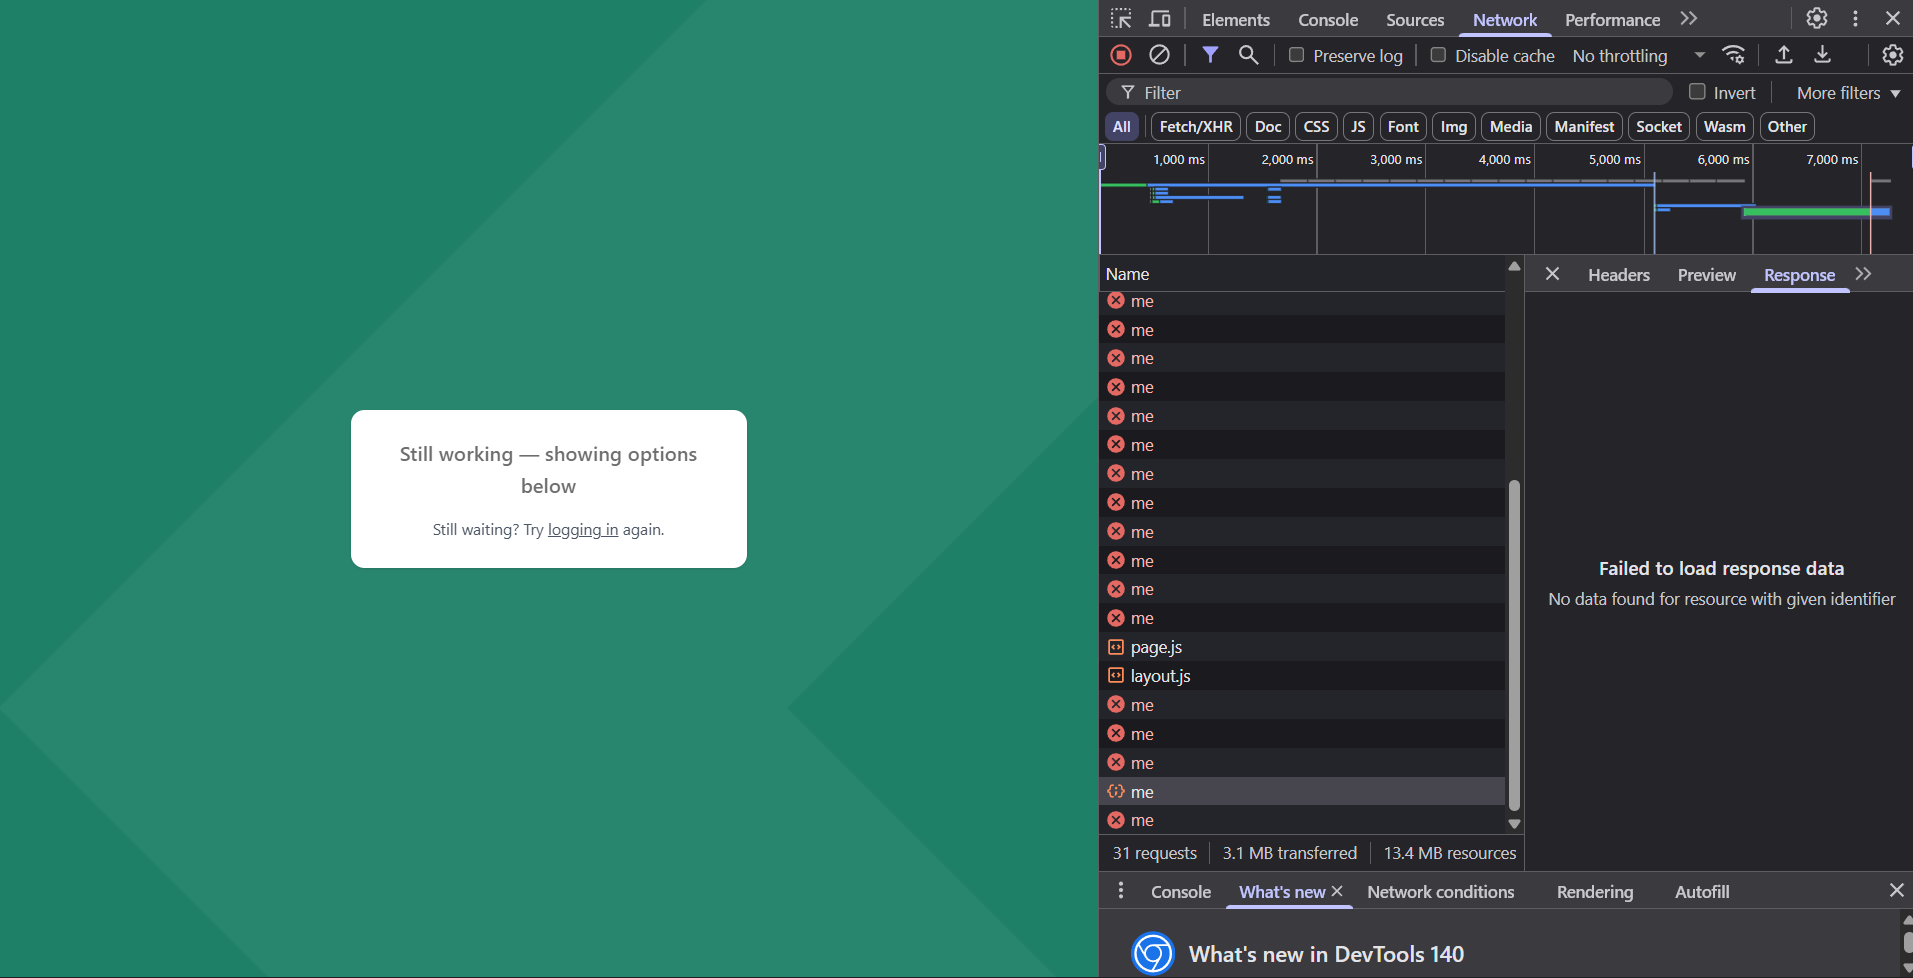 Still working — showing options
below
Still waiting? Try logging in again.
Elements Console Sources Network Performance
Preserve log Disable cache No throttling
Filter Invert More filters
All Fetch/XHR Doc CSS JS Font Img Media Manifest Socket Wasm Other
1,000 ms 2,000 ms 3,000 ms 4,000 ms 5,000 ms 6,000 ms 7,000 ms
Name
me
me
me
me
me
me
me
me
me
me
me
me
page.js
layout.js
me
me
me
me
me
31 requests 3.1 MB transferred 13.4 MB resources
Headers Preview Response
Failed to load response data
No data found for resource with given identifier
Console What's new Network conditions Rendering Autofill
What's new in DevTools 140